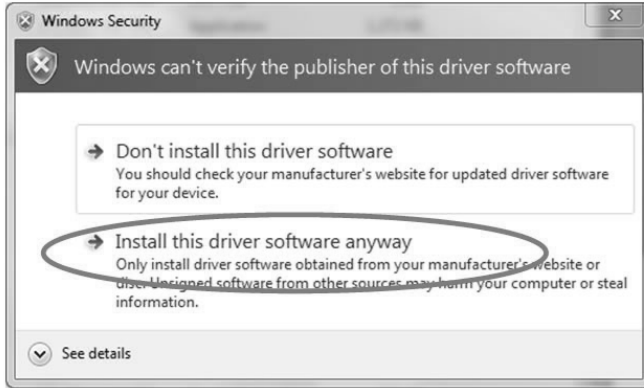 Windows Security
Windows can't verify the publisher of this driver software
Don't install this driver software
You should check your manufacturer's website for updated driver software
for your device.
Install this driver software anyway
Only install driver software obtained from your manufacturer's website or
disc. Unsigned software from other sources may harm your computer or steal
information.
See details